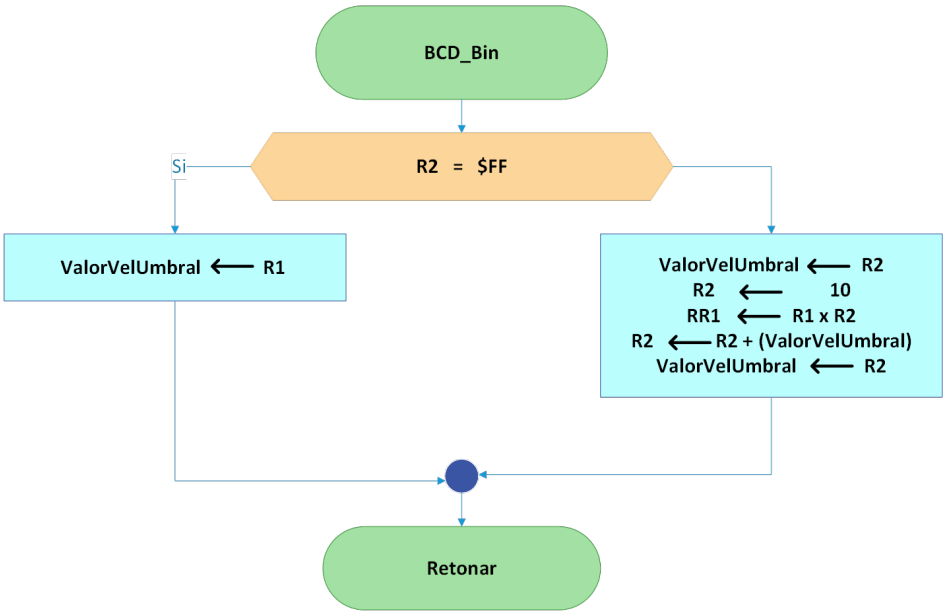 BCD_Bin
R2 = $FF
Si
ValorVelUmbral ← R1
ValorVelUmbral ← R2
R2 ← 10
RR1 ← R1 x R2
R2 ← R2 + (ValorVelUmbral)
ValorVelUmbral ← R2
Retonar